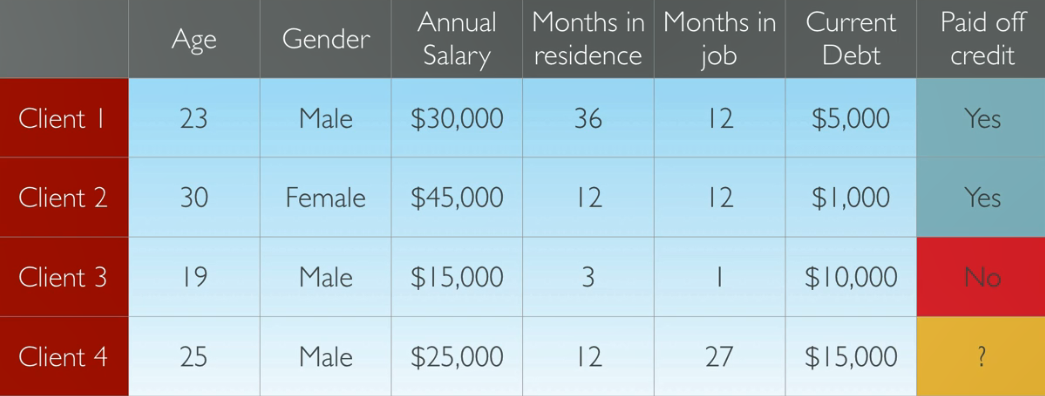 Age Gender Annual Salary Months in residence Months in job Current Debt Paid off credit
Client 1 23 Male $30,000 36 12 $5,000 Yes
Client 2 30 Female $45,000 12 12 $1,000 Yes
Client 3 19 Male $15,000 3 1 $10,000 No
Client 4 25 Male $25,000 12 27 $15,000 ?